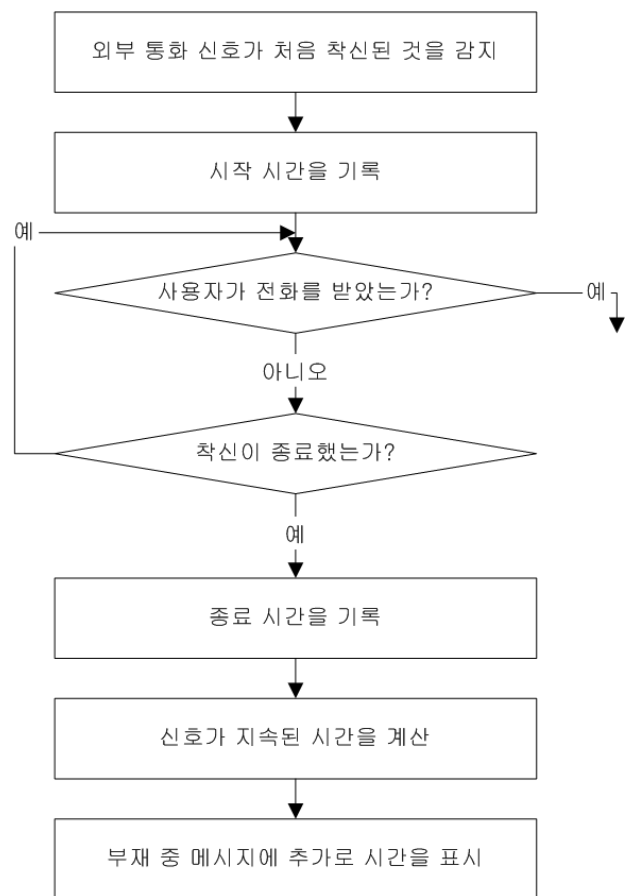 외부 통화 신호가 처음 착신된 것을 감지
시작 시간을 기록
예
사용자가 전화를 받았는가?
예
아니오
착신이 종료했는가?
예
종료 시간을 기록
신호가 지속된 시간을 계산
부재 중 메시지에 추가로 시간을 표시